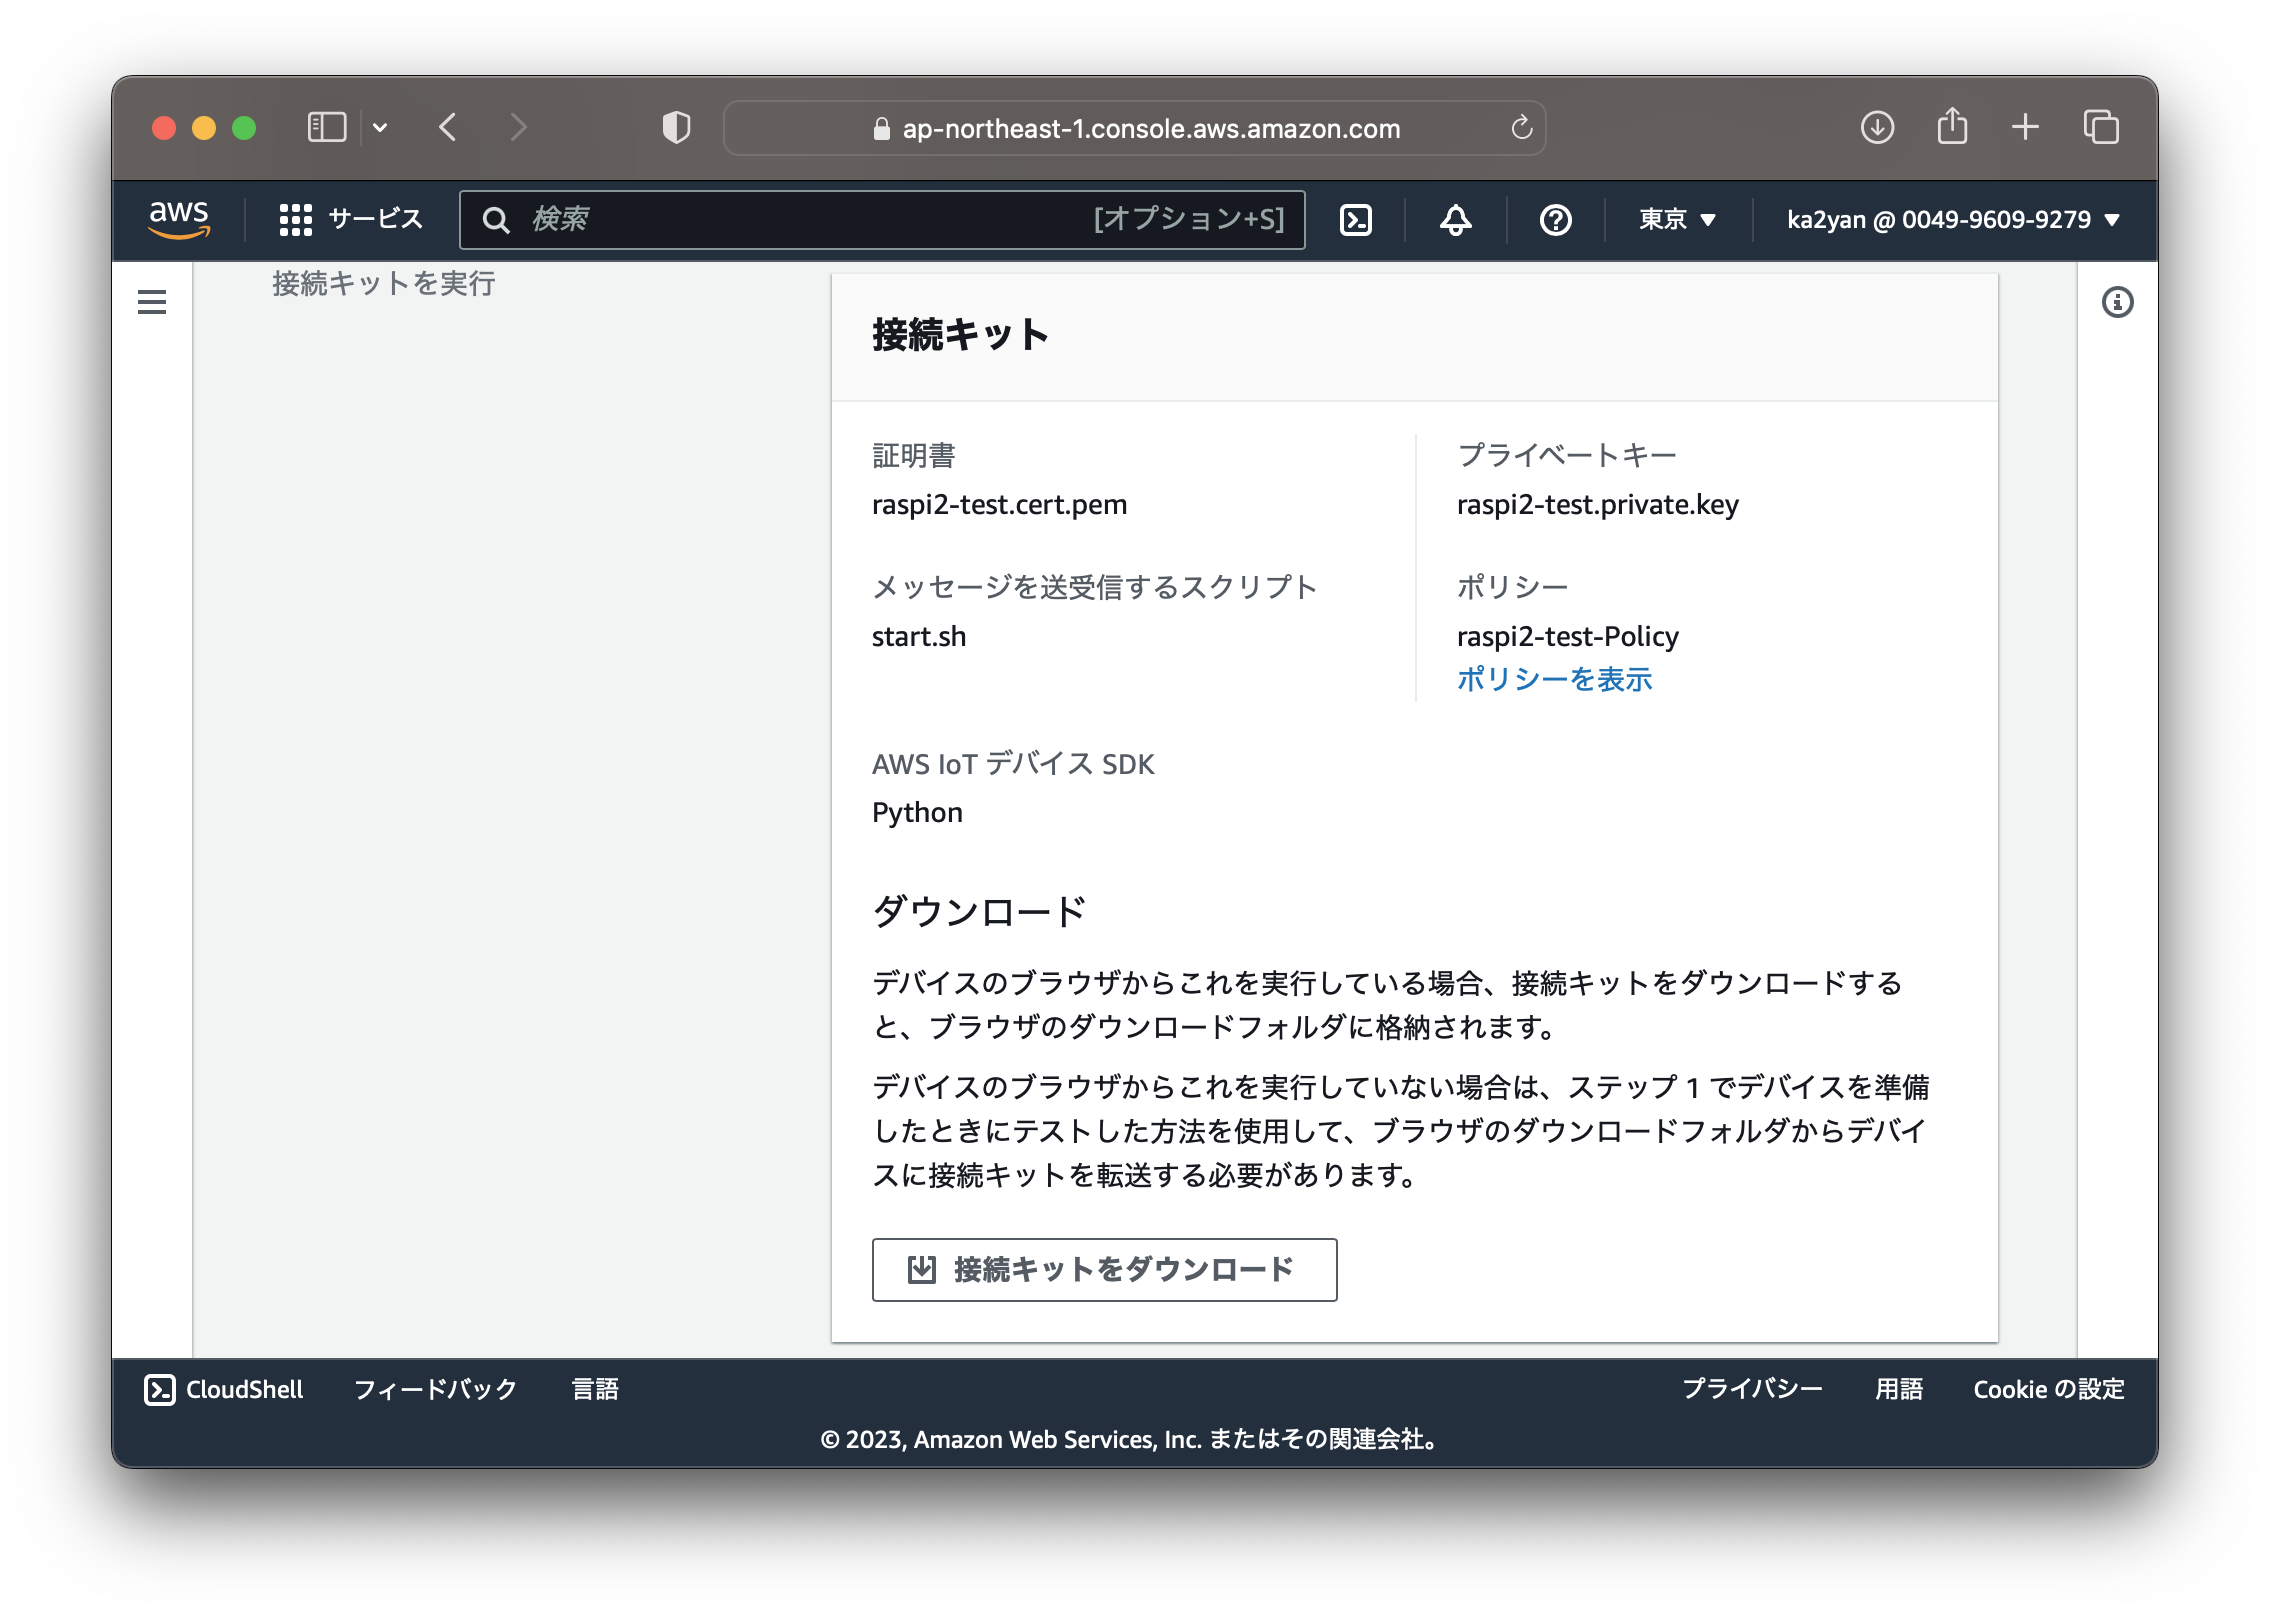 ap-northeast-1.console.aws.amazon.com
aws
サービス
検索
[オプション+S]
東京
ka2yan @ 0049-9609-9279
接続キットを実行
接続キット
証明書
raspi2-test.cert.pem
プライベートキー
raspi2-test.private.key
メッセージを送受信するスクリプト
start.sh
ポリシー
raspi2-test-Policy
ポリシーを表示
AWS IoT デバイス SDK
Python
ダウンロード
デバイスのブラウザからこれを実行している場合、接続キットをダウンロードする
と、ブラウザのダウンロードフォルダに格納されます。
デバイスのブラウザからこれを実行していない場合は、ステップ 1 でデバイスを準備
したときにテストした方法を使用して、ブラウザのダウンロードフォルダからデバイ
スに接続キットを転送する必要があります。
接続キットをダウンロード
CloudShell
フィードバック
言語
プライバシー
用語
Cookie の設定
© 2023, Amazon Web Services, Inc. またはその関連会社。